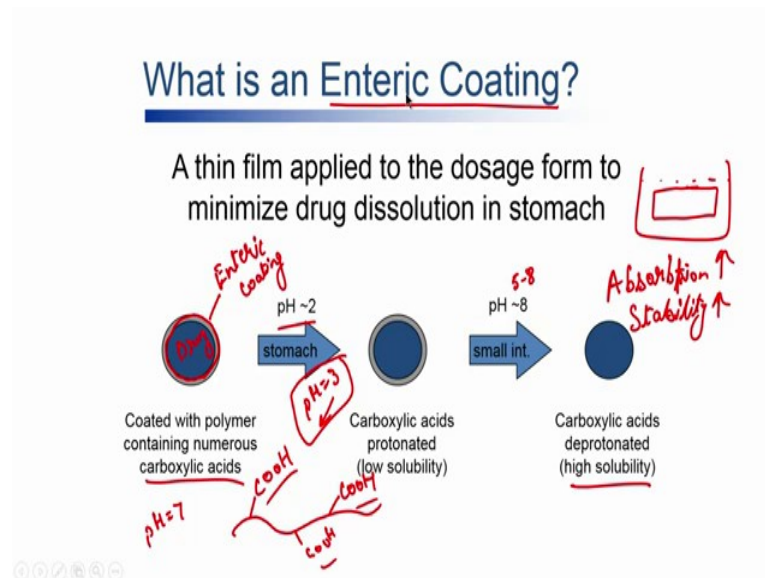 What is an Enteric Coating?
A thin film applied to the dosage form to
minimize drug dissolution in stomach
Enteric
coating
Drug
pH ~2
stomach
pH=3
5-8
pH ~8
small int.
Absorbtion ↑
Stability ↑
Coated with polymer
containing numerous
carboxylic acids
Carboxylic acids
protonated
(low solubility)
Carboxylic acids
deprotonated
(high solubility)
pH=7
COOH
COOH
COOH